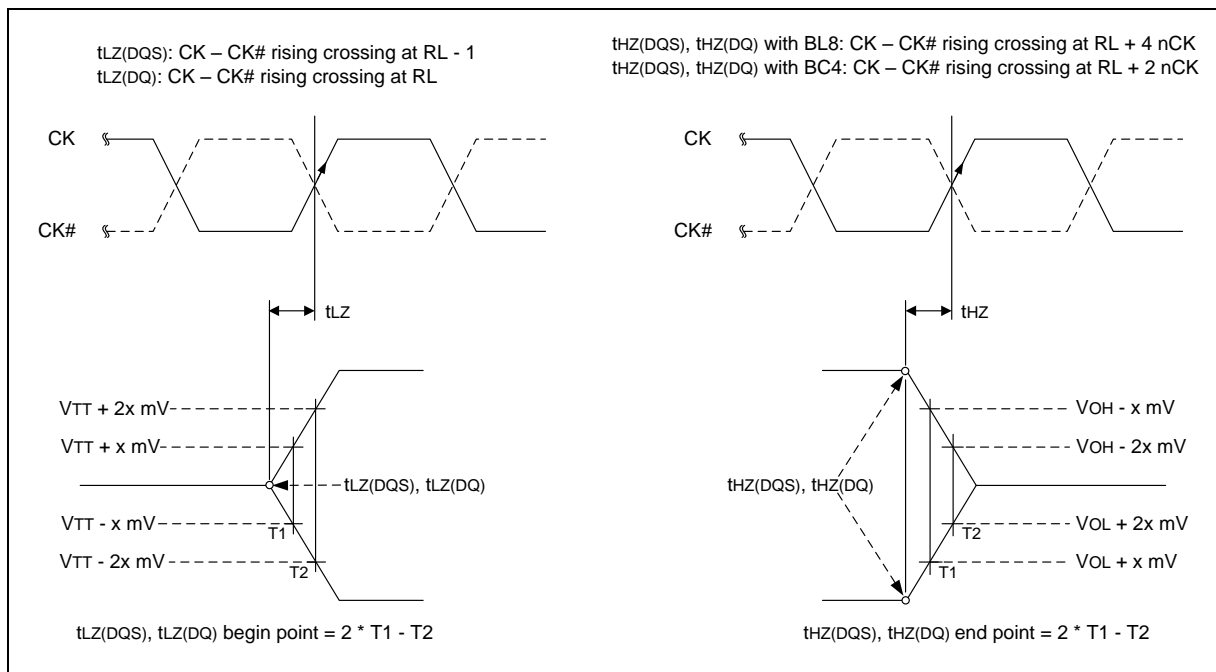 tLZ(DQS): CK – CK# rising crossing at RL - 1
tLZ(DQ): CK – CK# rising crossing at RL
CK
CK#
tLZ
VTT + 2x mV
VTT + x mV
tLZ(DQS), tLZ(DQ)
VTT - x mV
T1
VTT - 2x mV
T2
tLZ(DQS), tLZ(DQ) begin point = 2 * T1 - T2
tHZ(DQS), tHZ(DQ) with BL8: CK – CK# rising crossing at RL + 4 nCK
tHZ(DQS), tHZ(DQ) with BC4: CK – CK# rising crossing at RL + 2 nCK
CK
CK#
tHZ
VOH - x mV
VOH - 2x mV
tHZ(DQS), tHZ(DQ)
VOL + 2x mV
T2
VOL + x mV
T1
tHZ(DQS), tHZ(DQ) end point = 2 * T1 - T2